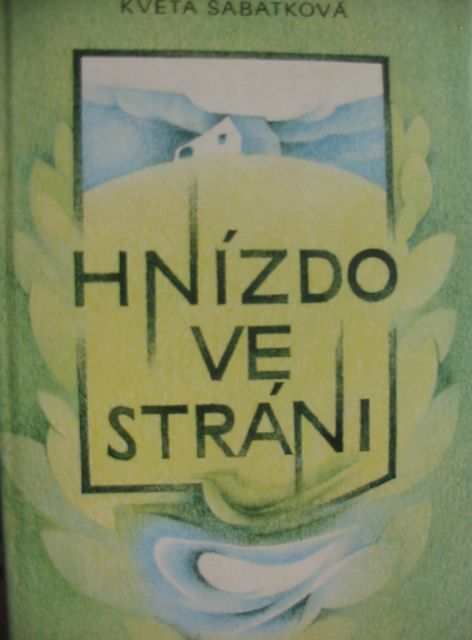 KVĚTA ŠABATKOVÁ
HNÍZDO
VE
STRÁNI